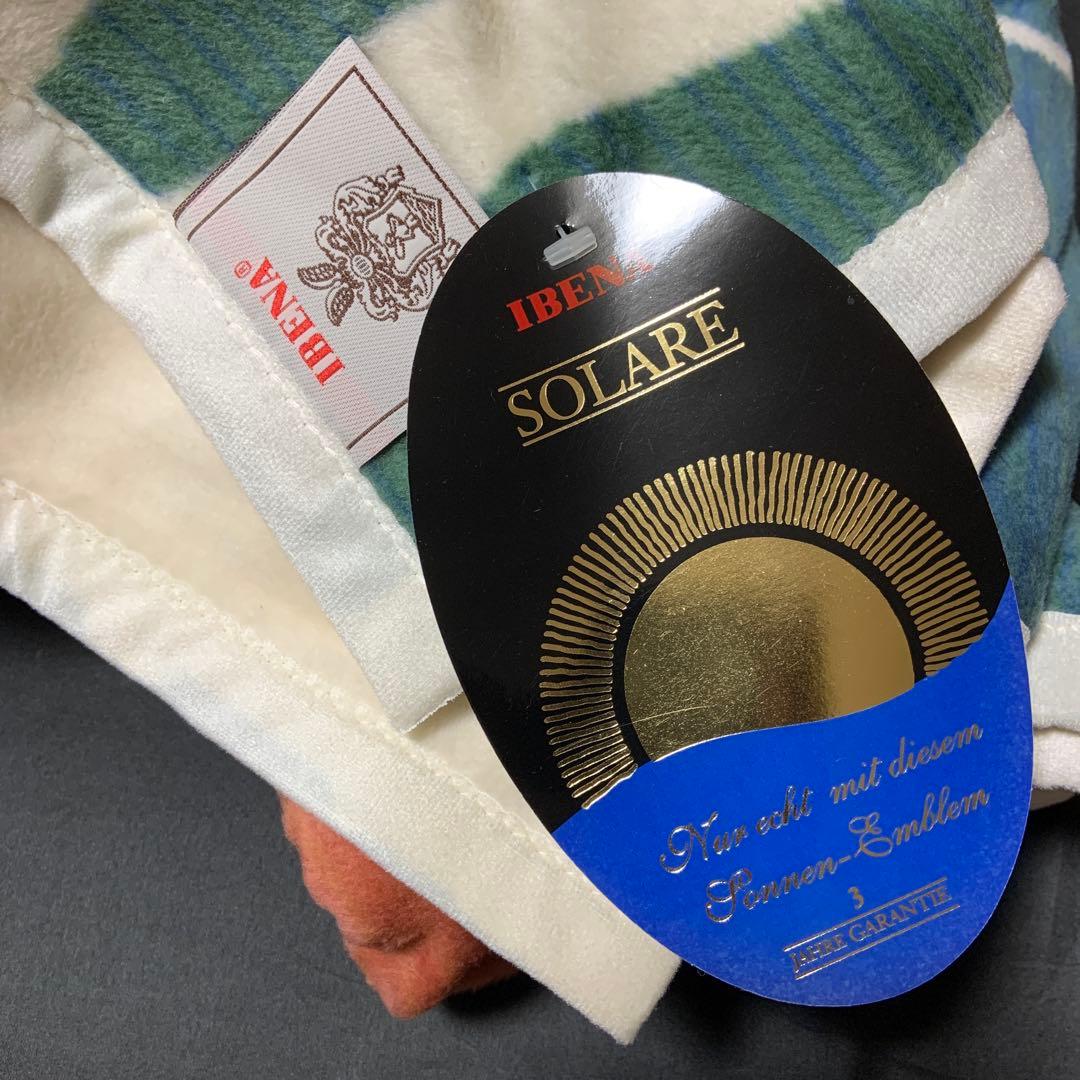 IBENA®
IBENA
SOLARE
Nur echt mit diesem
Sonnen-Emblem
3
JAHRE GARANTIE